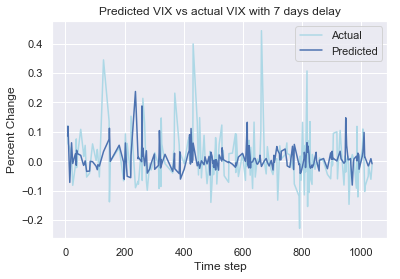 Predicted VIX vs actual VIX with 7 days delay
Actual
Predicted
Percent Change
0.4
0.3
0.2
0.1
0.0
−0.1
−0.2
0
200
400
600
800
1000
Time step